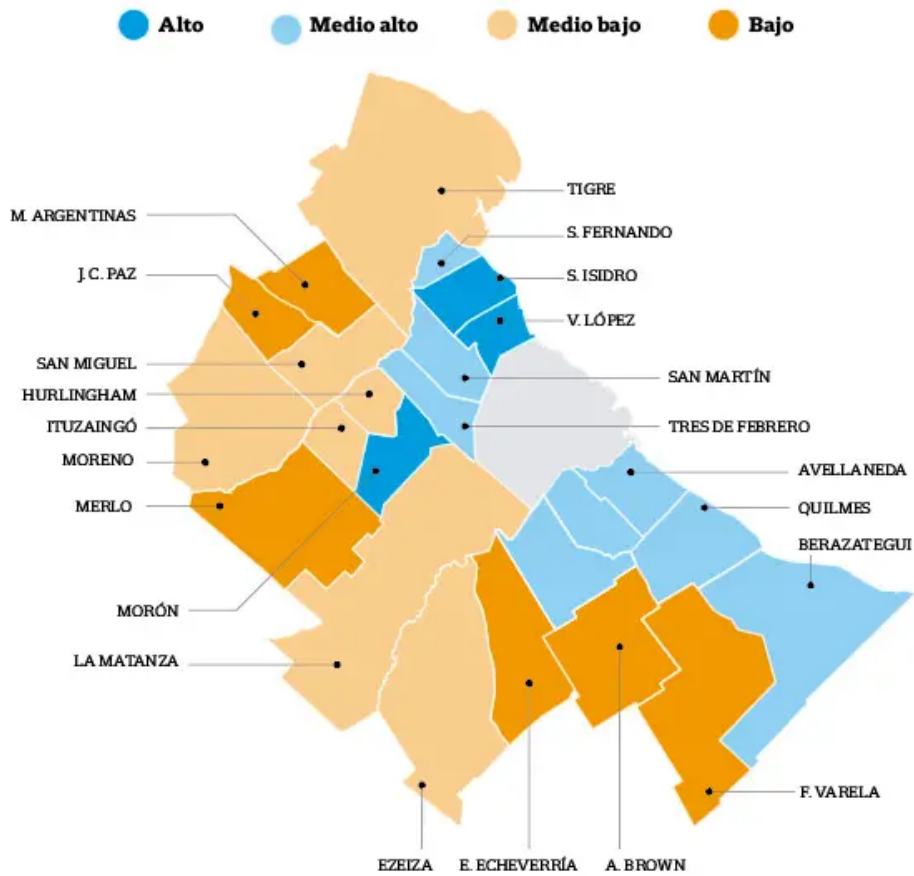 Alto Medio alto Medio bajo Bajo
TIGRE
M. ARGENTINAS
S. FERNANDO
J.C. PAZ
S. ISIDRO
V. LÓPEZ
SAN MIGUEL
SAN MARTÍN
HURLINGHAM
ITUZAINGÓ
TRES DE FEBRERO
MORENO
AVELLANEDA
MERLO
QUILMES
BERAZATEGUI
MORÓN
LA MATANZA
F. VARELA
EZEIZA E. ECHEVERRÍA A. BROWN